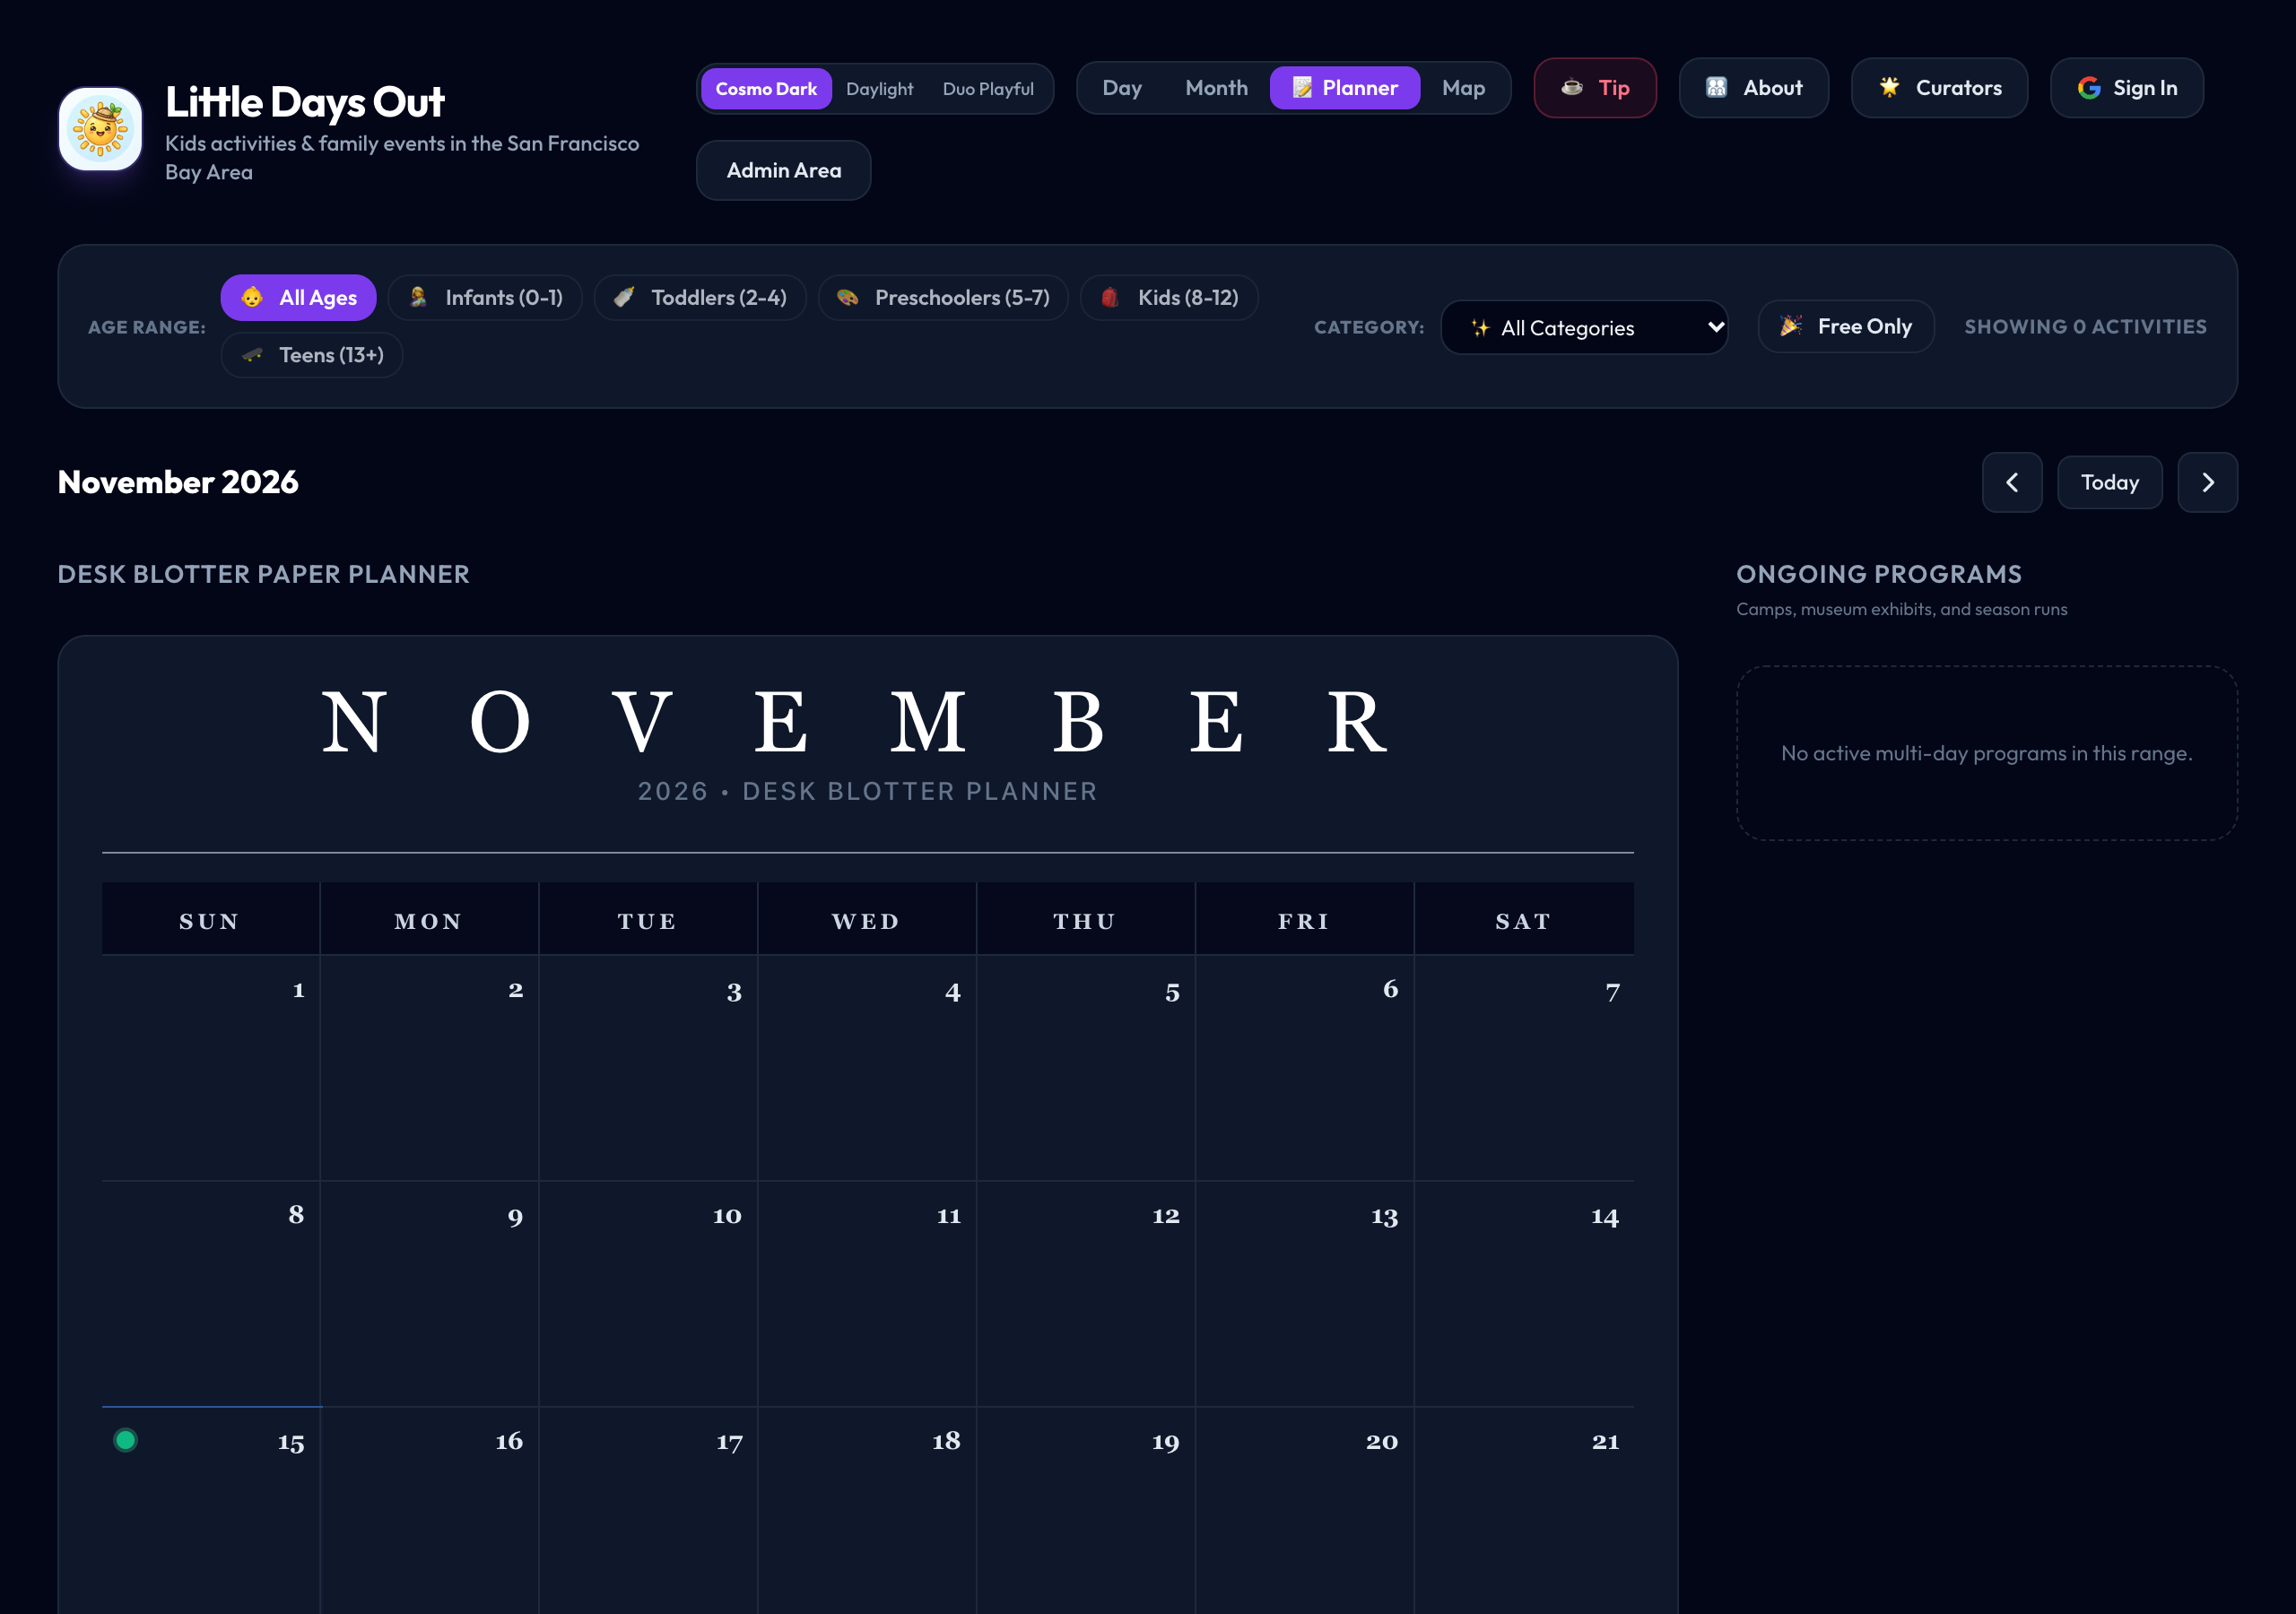 Little Days Out
Kids activities & family events in the San Francisco
Bay Area
Cosmo Dark
Daylight
Duo Playful
Day
Month
Planner
Map
Tip
About
Curators
Sign In
Admin Area
AGE RANGE:
All Ages
Infants (0-1)
Toddlers (2-4)
Preschoolers (5-7)
Kids (8-12)
Teens (13+)
CATEGORY:
All Categories
Free Only
SHOWING 0 ACTIVITIES
November 2026
Today
DESK BLOTTER PAPER PLANNER
ONGOING PROGRAMS
Camps, museum exhibits, and season runs
No active multi-day programs in this range.
NOVEMBER
2026 • DESK BLOTTER PLANNER
SUN MON TUE WED THU FRI SAT
1 2 3 4 5 6 7
8 9 10 11 12 13 14
15 16 17 18 19 20 21